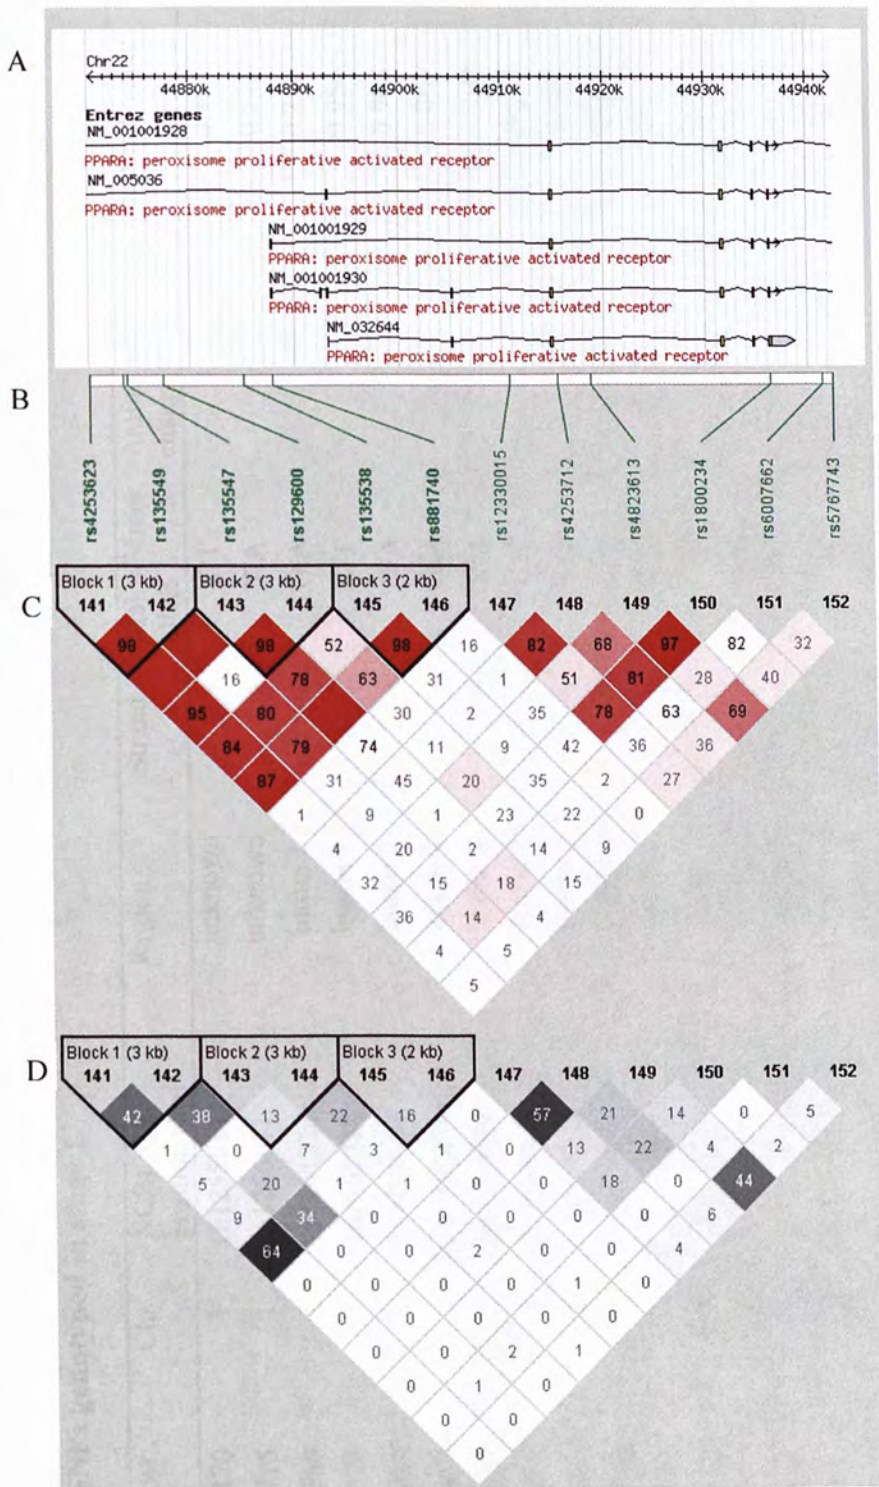 A
Chr22
44880k 44890k 44900k 44910k 44920k 44930k 44940k
Entrez genes
NM_001001928
PPARA: peroxisome proliferative activated receptor
NM_005036
PPARA: peroxisome proliferative activated receptor
NM_001001929
PPARA: peroxisome proliferative activated receptor
NM_001001930
PPARA: peroxisome proliferative activated receptor
NM_032644
PPARA: peroxisome proliferative activated receptor
B
rs4253623
rs135549
rs135547
rs129600
rs135538
rs881740
rs12330015
rs4253712
rs4823613
rs1800234
rs6007662
rs5767743
C
Block 1 (3 kb) Block 2 (3 kb) Block 3 (2 kb)
141 142 143 144 145 146 147 148 149 150 151 152
98 98 52 98 16 82 68 97 82 32
16 78 63 31 1 51 81 28 40
95 80 30 2 35 78 63 69
84 79 74 11 9 42 36 36
87 31 45 20 35 2 27
1 9 1 23 22 0
4 20 2 14 9
32 15 18 15
36 14 4
4 5
5
D
Block 1 (3 kb) Block 2 (3 kb) Block 3 (2 kb)
141 142 143 144 145 146 147 148 149 150 151 152
42 38 13 22 16 0 57 21 14 0 5
1 0 7 3 1 0 13 22 4 2
5 20 1 1 0 0 18 0 44
9 34 0 0 0 0 0 6
64 0 0 2 0 0 4
0 0 0 0 1 0
0 0 0 0 0
0 0 2 1
0 1 0
0 0
0